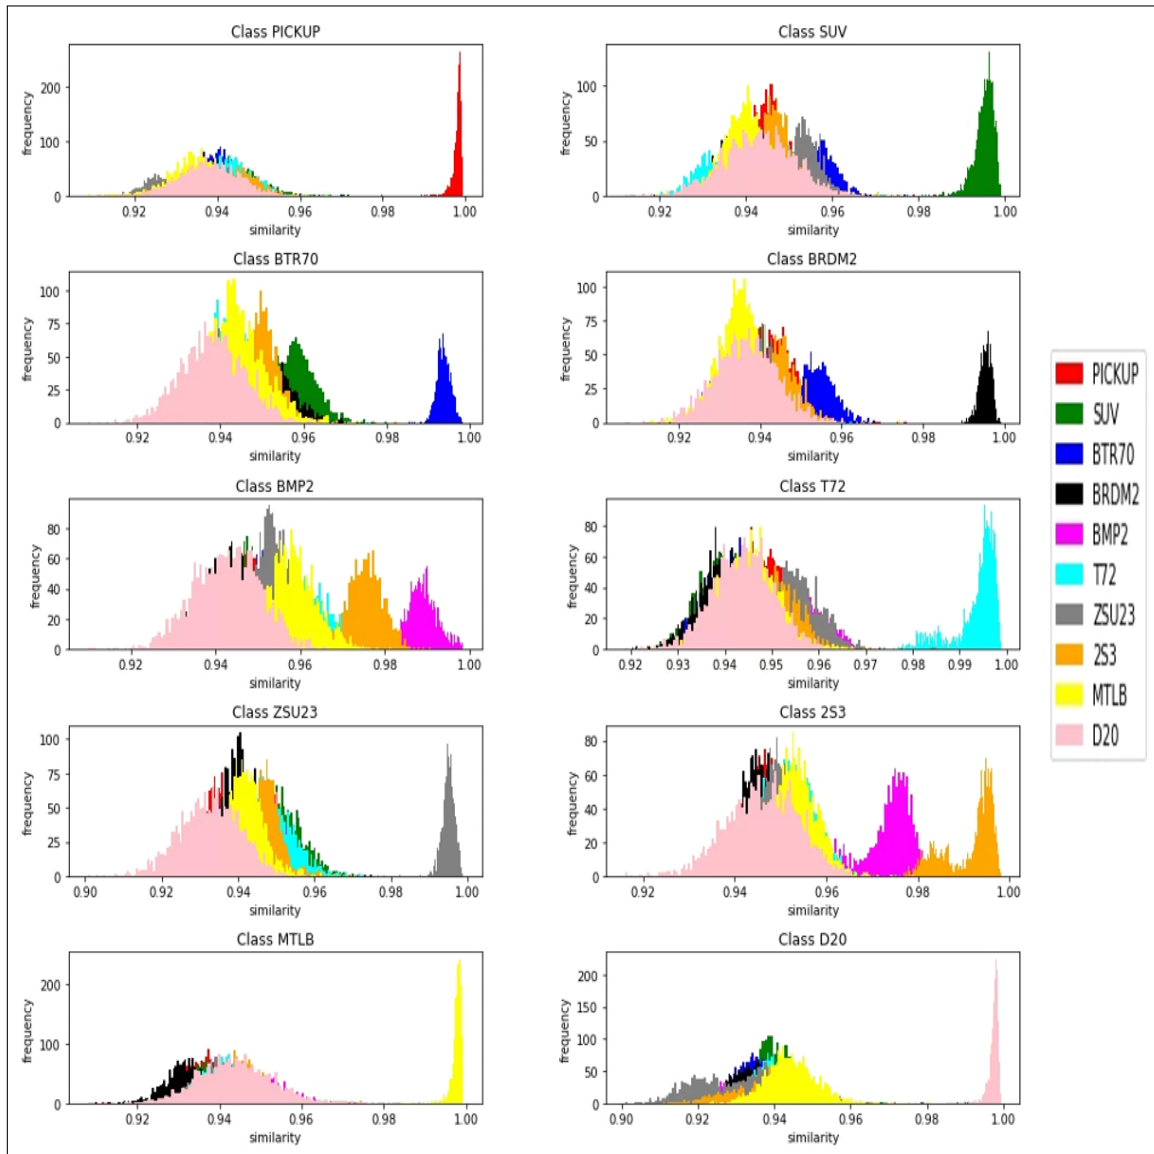 Class PICKUP
frequency
200
100
0
0.92 0.94 0.96 0.98 1.00
similarity
Class SUV
frequency
100
50
0
0.92 0.94 0.96 0.98 1.00
similarity
Class BTR70
frequency
100
75
50
25
0
0.92 0.94 0.96 0.98 1.00
similarity
Class BRDM2
frequency
100
75
50
25
0
0.92 0.94 0.96 0.98 1.00
similarity
Class BMP2
frequency
80
60
40
20
0
0.92 0.94 0.96 0.98 1.00
similarity
Class T72
frequency
80
60
40
20
0
0.92 0.93 0.94 0.95 0.96 0.97 0.98 0.99 1.00
similarity
Class ZSU23
frequency
100
75
50
25
0
0.90 0.92 0.94 0.96 0.98 1.00
similarity
Class 2S3
frequency
80
60
40
20
0
0.92 0.94 0.96 0.98 1.00
similarity
Class MTLB
frequency
200
100
0
0.92 0.94 0.96 0.98 1.00
similarity
Class D20
frequency
200
150
100
50
0
0.90 0.92 0.94 0.96 0.98 1.00
similarity
PICKUP
SUV
BTR70
BRDM2
BMP2
T72
ZSU23
2S3
MTLB
D20